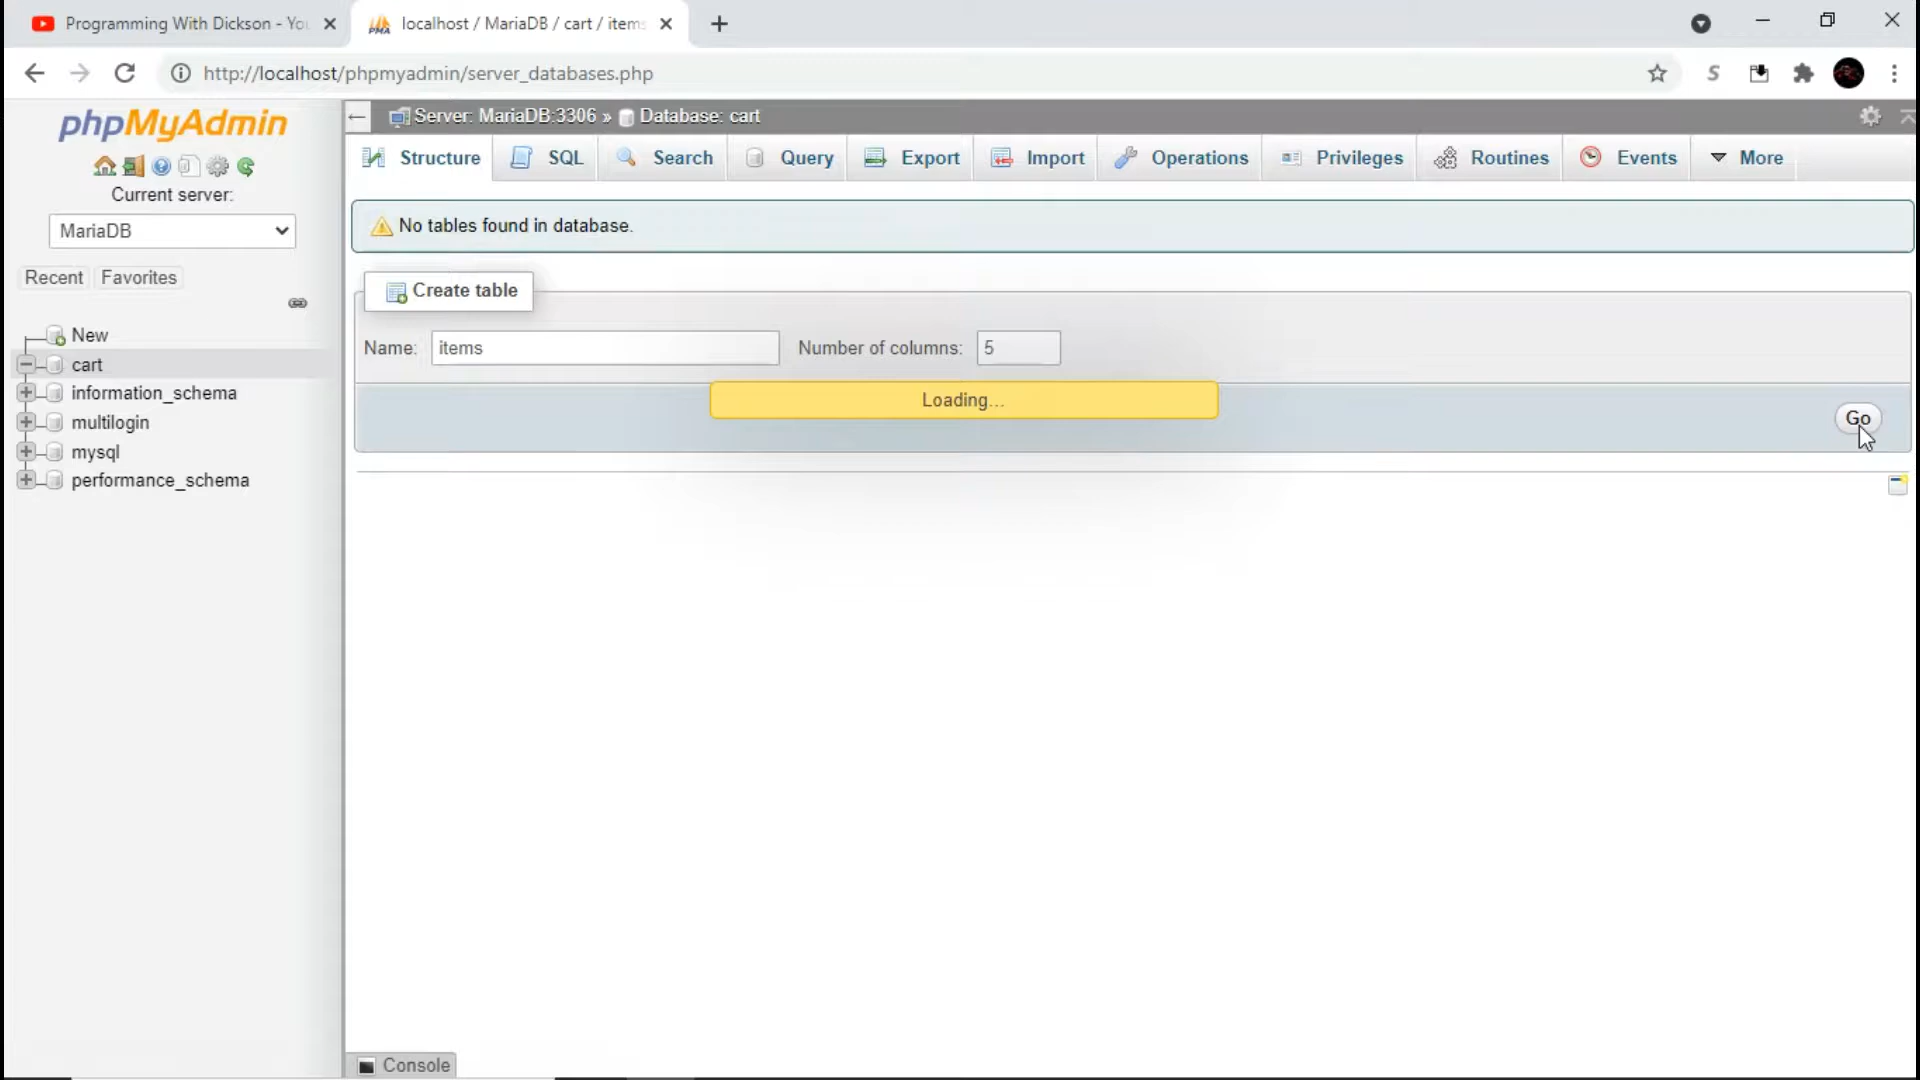 Programming With Dickson - You
localhost / MariaDB / cart / items
http://localhost/phpmyadmin/server_databases.php
S
phpMyAdmin
Current server:
MariaDB
Recent Favorites
New
cart
information_schema
multilogin
mysql
performance_schema
Server: MariaDB:3306 » Database: cart
Structure SQL Search Query Export Import Operations Privileges Routines Events More
No tables found in database.
Create table
Name: items Number of columns: 5
Loading...
Go
Console